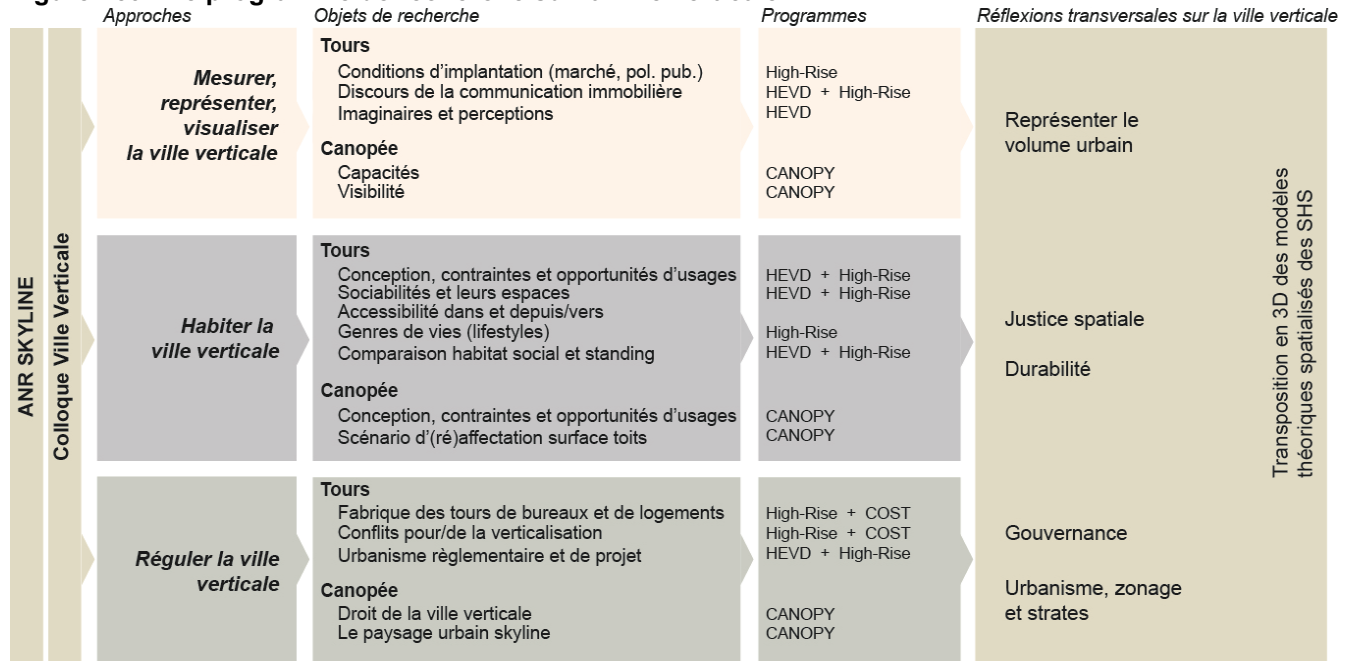 Approches
Objets de recherche
Programmes
Réflexions transversales sur la ville verticale
ANR SKYLINE
Colloque Ville Verticale
Mesurer,
représenter,
visualiser
la ville verticale
Tours
Conditions d'implantation (marché, pol. pub.)
Discours de la communication immobilière
Imaginaires et perceptions
Canopée
Capacités
Visibilité
High-Rise
HEVD + High-Rise
HEVD
CANOPY
CANOPY
Représenter le
volume urbain
Habiter la
ville verticale
Tours
Conception, contraintes et opportunités d'usages
Sociabilités et leurs espaces
Accessibilité dans et depuis/vers
Genres de vies (lifestyles)
Comparaison habitat social et standing
Canopée
Conception, contraintes et opportunités d'usages
Scénario d'(ré)affectation surface toits
HEVD + High-Rise
HEVD + High-Rise
High-Rise
HEVD + High-Rise
CANOPY
CANOPY
Justice spatiale
Durabilité
Réguler la ville
verticale
Tours
Fabrique des tours de bureaux et de logements
Conflits pour/de la verticalisation
Urbanisme règlementaire et de projet
Canopée
Droit de la ville verticale
Le paysage urbain skyline
High-Rise + COST
High-Rise + COST
HEVD + High-Rise
CANOPY
CANOPY
Gouvernance
Urbanisme, zonage
et strates
Transposition en 3D des modèles
théoriques spatialisés des SHS